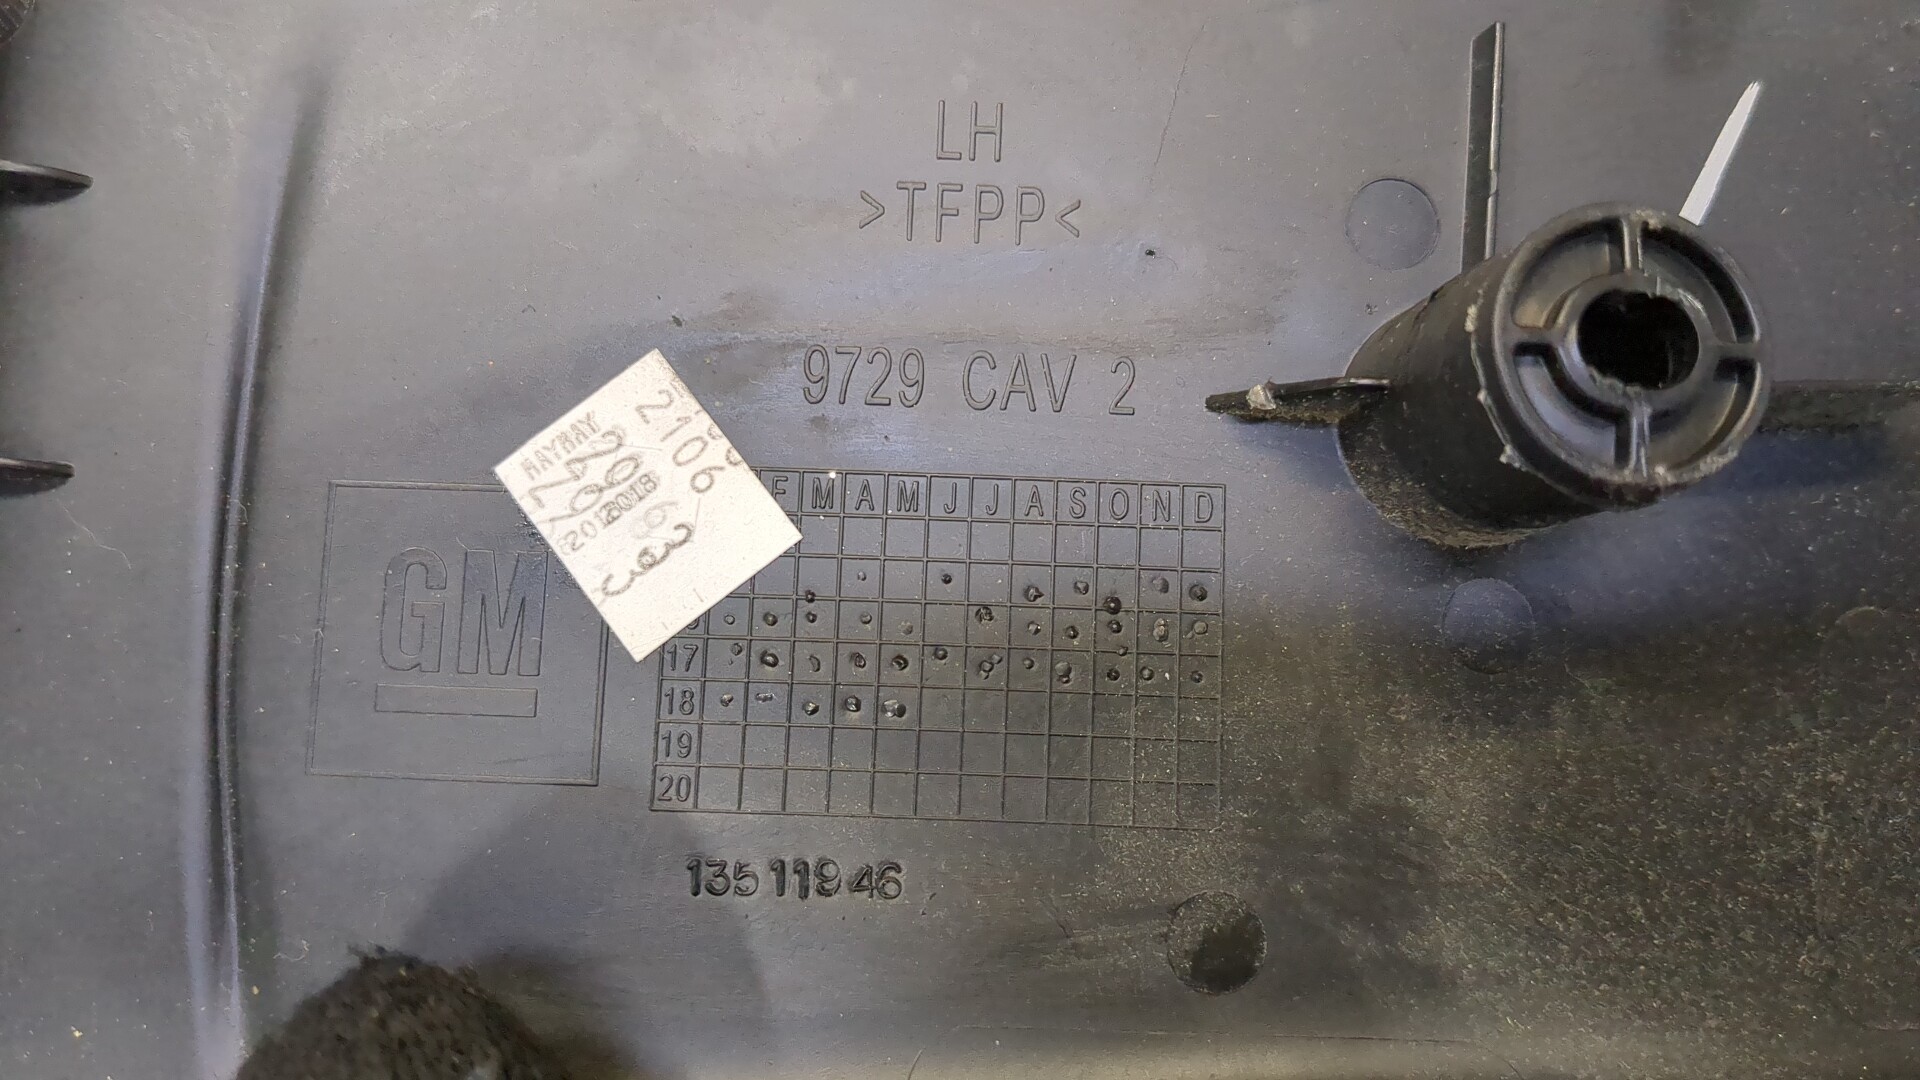 LH
>TFPP<
9729 CAV 2
2106
GM
F M A M J J A S O N D
17
18
19
20
13511946